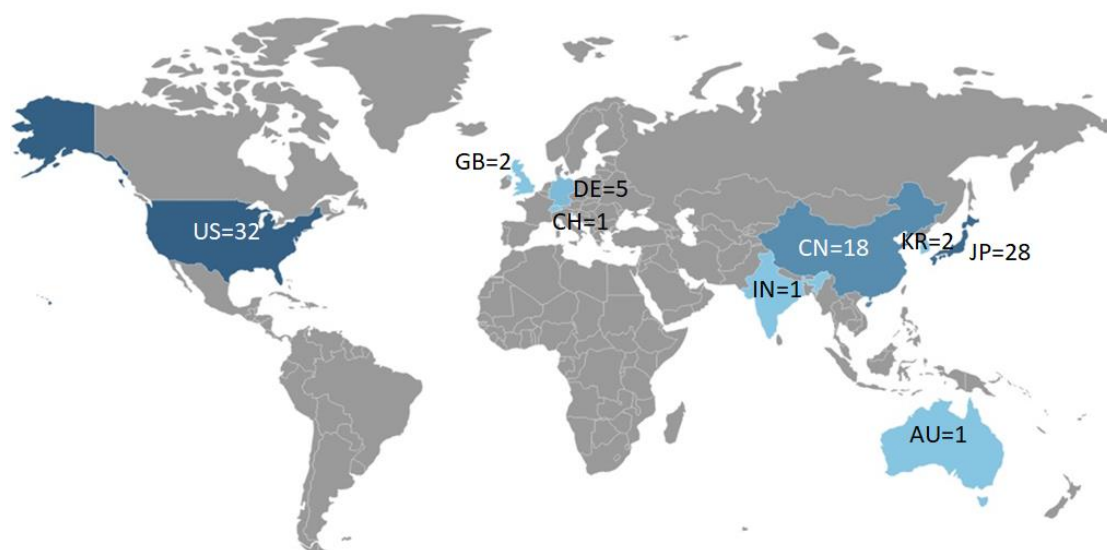 GB=2
DE=5
CH=1
US=32
CN=18
KR=2
JP=28
IN=1
AU=1